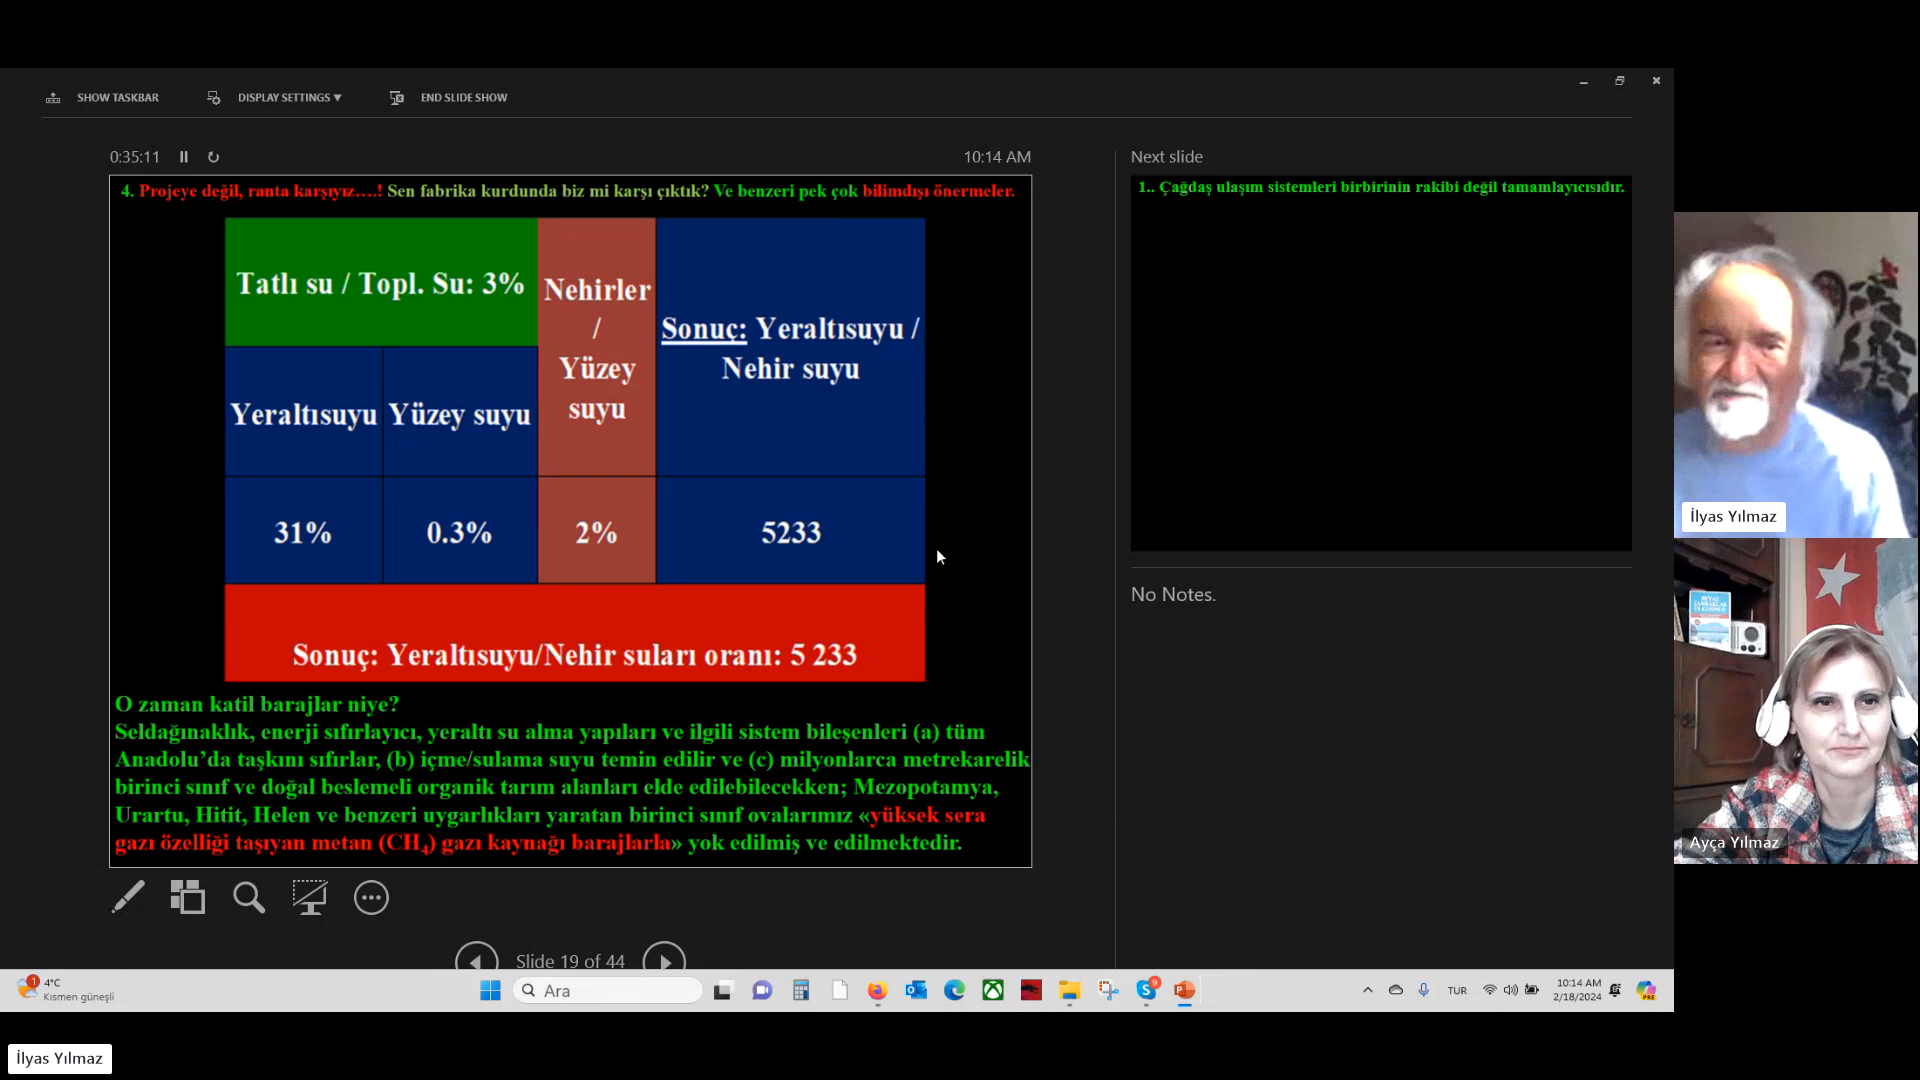 SHOW TASKBAR
DISPLAY SETTINGS ▾
END SLIDE SHOW
0:35:11
10:14 AM
4. Projeye değil, ranta karşıyız….! Sen fabrika kurdunda biz mi karşı çıktık? Ve benzeri pek çok bilimdışı önermeler.
Tatlı su / Topl. Su: 3%
Nehirler
/
Yüzey
suyu
Sonuç: Yeraltısuyu /
Nehir suyu
Yeraltısuyu
Yüzey suyu
31%
0.3%
2%
5233
Sonuç: Yeraltısuyu/Nehir suları oranı: 5 233
O zaman katil barajlar niye?
Seldağınaklık, enerji sıfırlayıcı, yeraltı su alma yapıları ve ilgili sistem bileşenleri (a) tüm
Anadolu’da taşkını sıfırlar, (b) içme/sulama suyu temin edilir ve (c) milyonlarca metrekarelik
birinci sınıf ve doğal beslemeli organik tarım alanları elde edilebilecekken; Mezopotamya,
Urartu, Hitit, Helen ve benzeri uygarlıkları yaratan birinci sınıf ovalarımız «yüksek sera
gazı özelliği taşıyan metan (CH4) gazı kaynağı barajlarla» yok edilmiş ve edilmektedir.
Slide 19 of 44
Next slide
1.. Çağdaş ulaşım sistemleri birbirinin rakibi değil tamamlayıcısıdır.
No Notes.
İlyas Yılmaz
BEYAZ
ZAMBAKLAR
ÜLKESİNDE
Ayça Yılmaz
1
4°C
Kısmen güneşli
Ara
9
TUR
10:14 AM
2/18/2024
PRE
İlyas Yılmaz